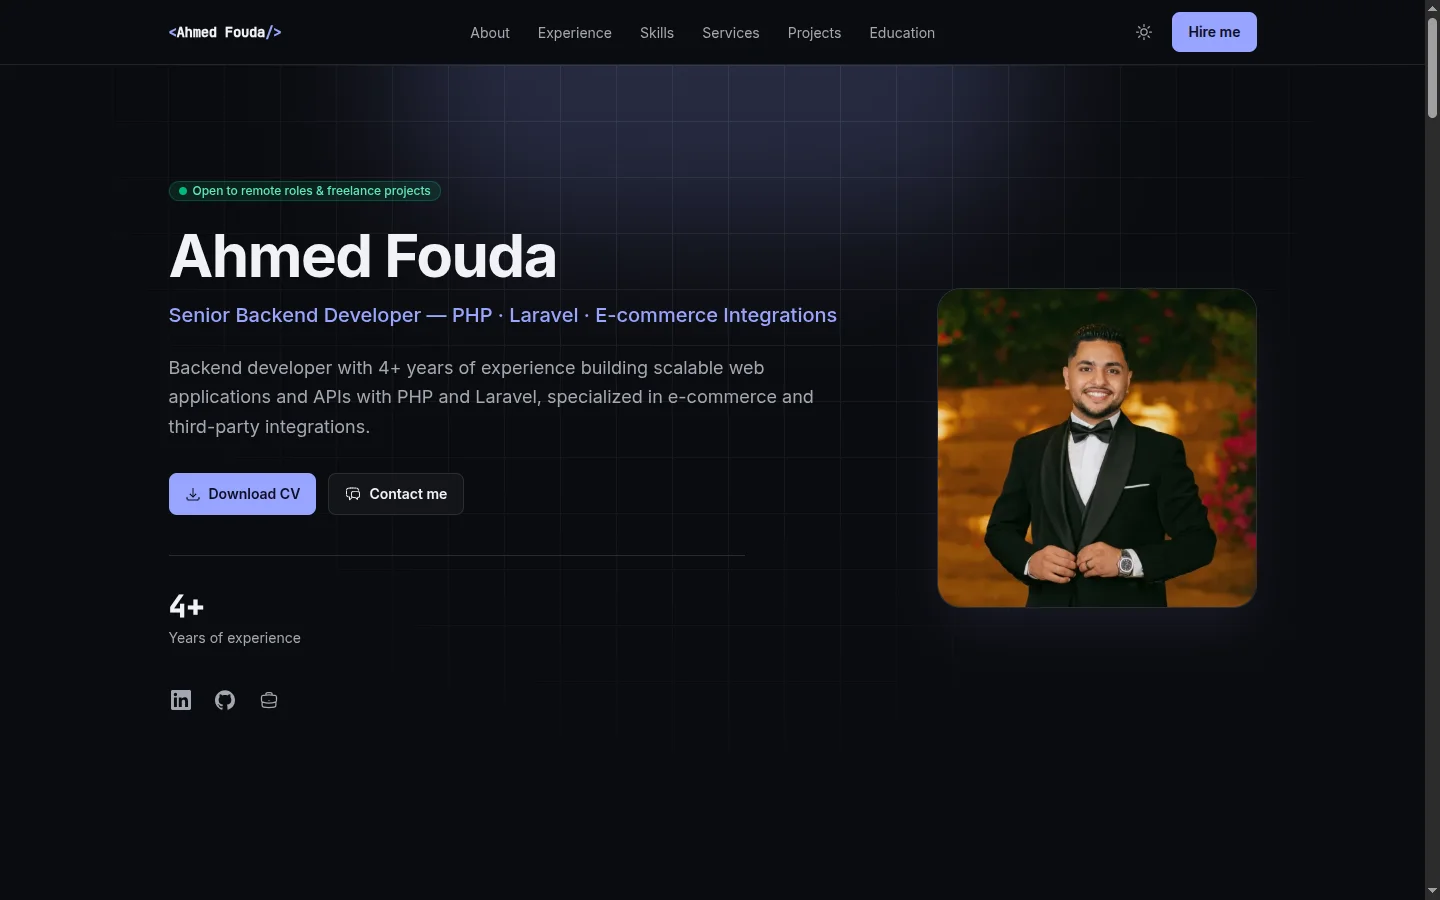 <Ahmed Fouda/>
About
Experience
Skills
Services
Projects
Education
Hire me
Open to remote roles & freelance projects
Ahmed Fouda
Senior Backend Developer — PHP · Laravel · E-commerce Integrations
Backend developer with 4+ years of experience building scalable web
applications and APIs with PHP and Laravel, specialized in e-commerce and
third-party integrations.
Download CV
Contact me
4+
Years of experience